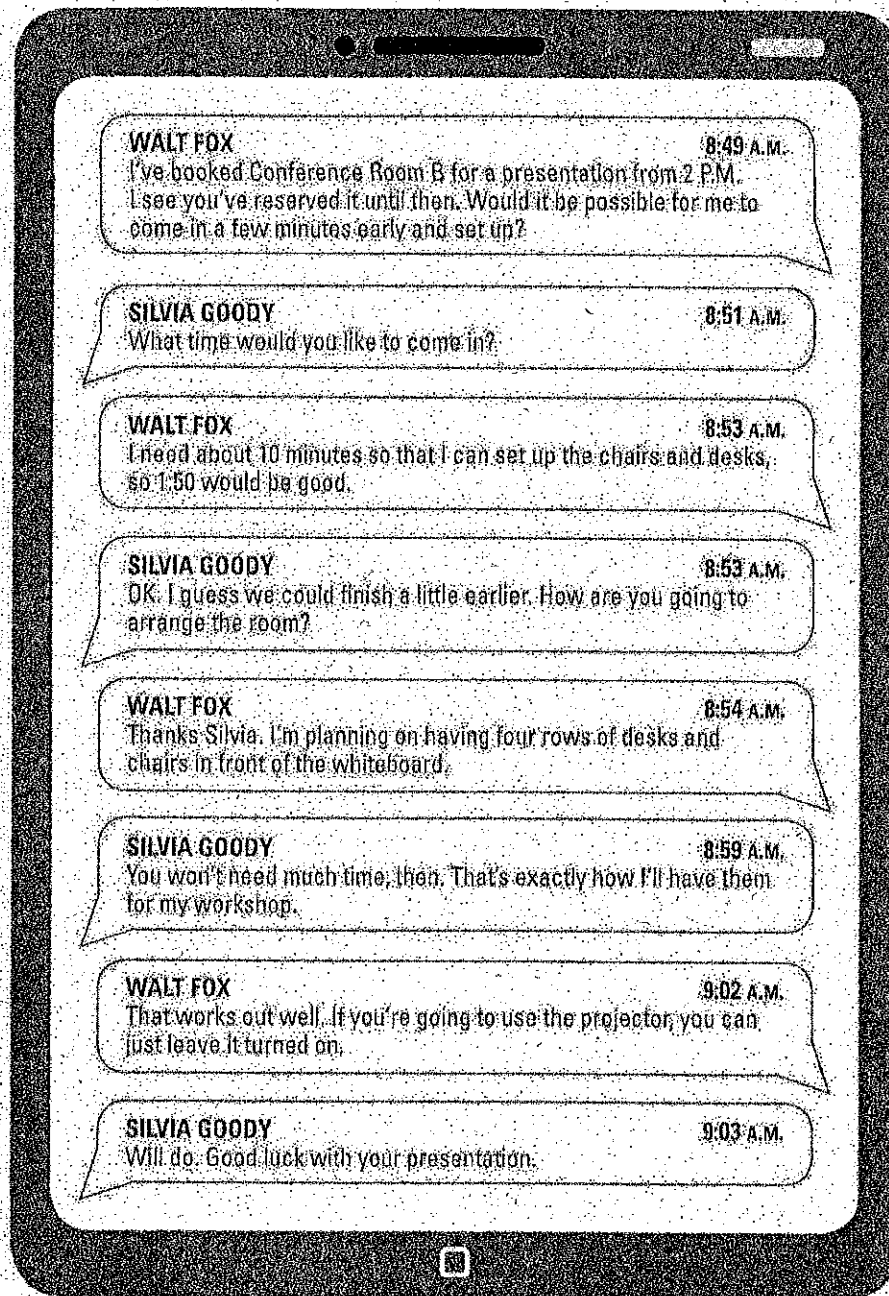 WALT FOX 8:49 A.M.
I've booked Conference Room B for a presentation from 2 P.M.
I see you've reserved it until then. Would it be possible for me to
come in a few minutes early and set up?
SILVIA GOODY 8:51 A.M.
What time would you like to come in?
WALT FOX 8:53 A.M.
I need about 10 minutes so that I can set up the chairs and desks,
so 1:50 would be good.
SILVIA GOODY 8:53 A.M.
OK. I guess we could finish a little earlier. How are you going to
arrange the room?
WALT FOX 8:54 A.M.
Thanks Silvia. I'm planning on having four rows of desks and
chairs in front of the whiteboard.
SILVIA GOODY 8:59 A.M.
You won't need much time, then. That's exactly how I'll have them
for my workshop.
WALT FOX 9:02 A.M.
That works out well. If you're going to use the projector, you can
just leave it turned on.
SILVIA GOODY 9:03 A.M.
Will do. Good luck with your presentation.